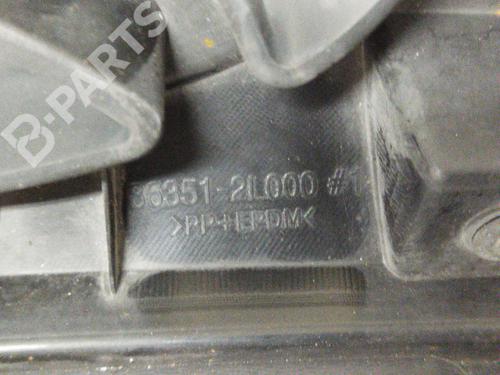 B-PARTS
86351-2L000 #1
>PP+EPDM<